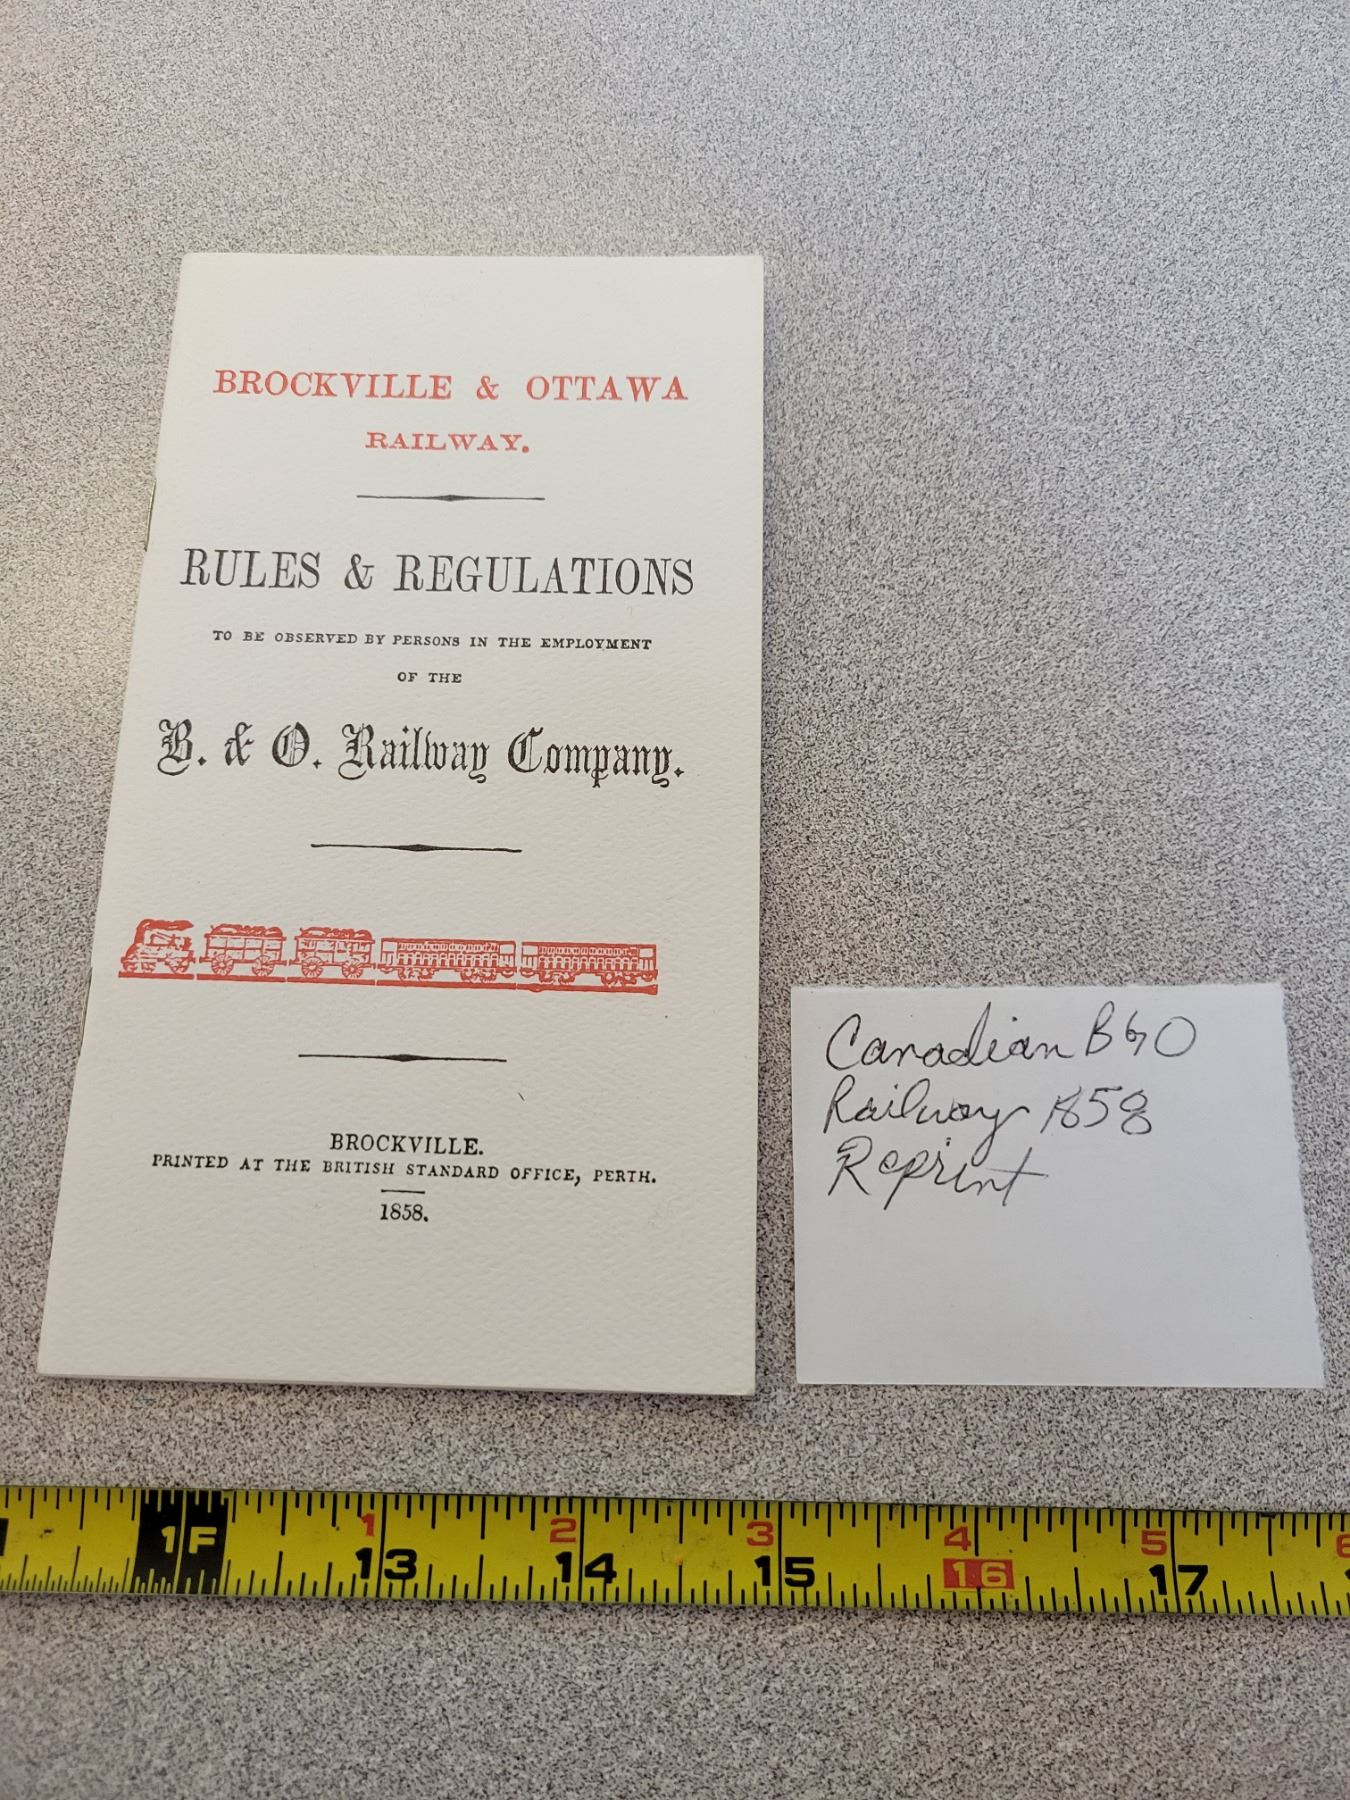 BROCKVILLE & OTTAWA
RAILWAY.
RULES & REGULATIONS
TO BE OBSERVED BY PERSONS IN THE EMPLOYMENT
OF THE
B. & O. Railway Company.
BROCKVILLE.
PRINTED AT THE BRITISH STANDARD OFFICE, PERTH.
1858.
Canadian B&O
Railway 1858
Reprint
1F 1 2 3 4 5 6
13 14 15 16 17